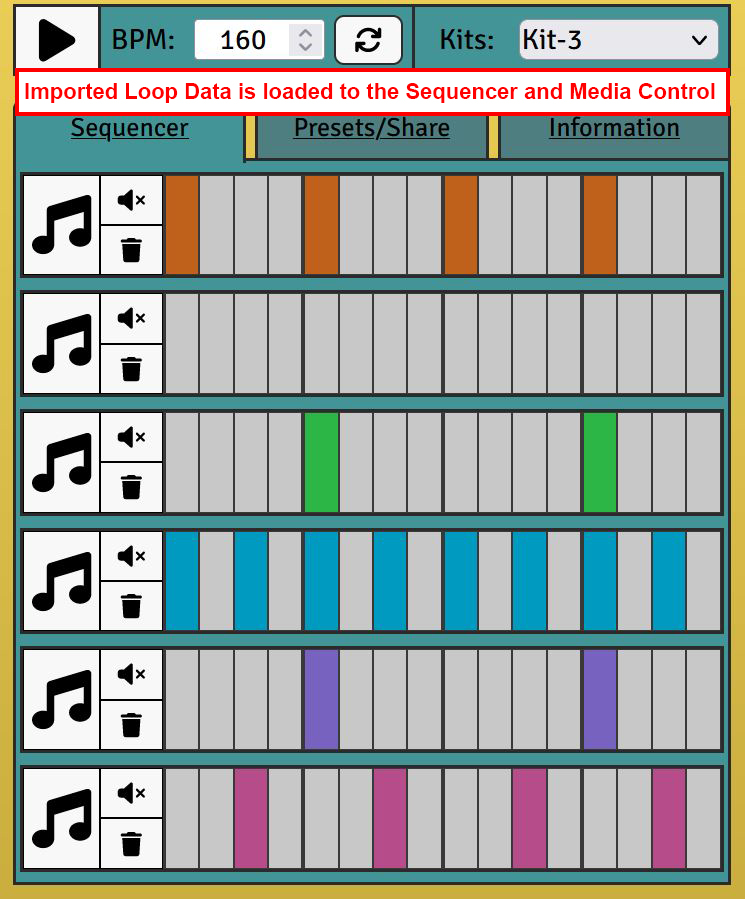 BPM: 160 Kits: Kit-3
Imported Loop Data is loaded to the Sequencer and Media Control
Sequencer Presets/Share Information